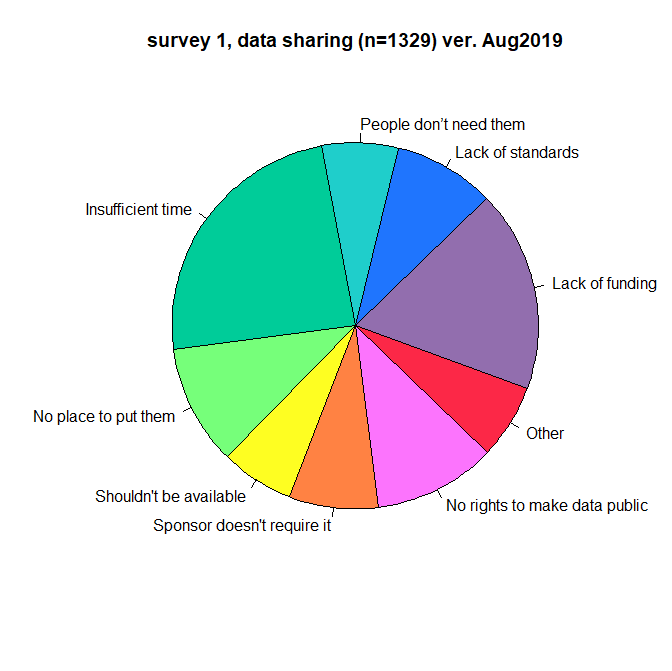 survey 1, data sharing (n=1329) ver. Aug2019
People don’t need them
Lack of standards
Insufficient time
Lack of funding
No place to put them
Other
Shouldn't be available
No rights to make data public
Sponsor doesn't require it